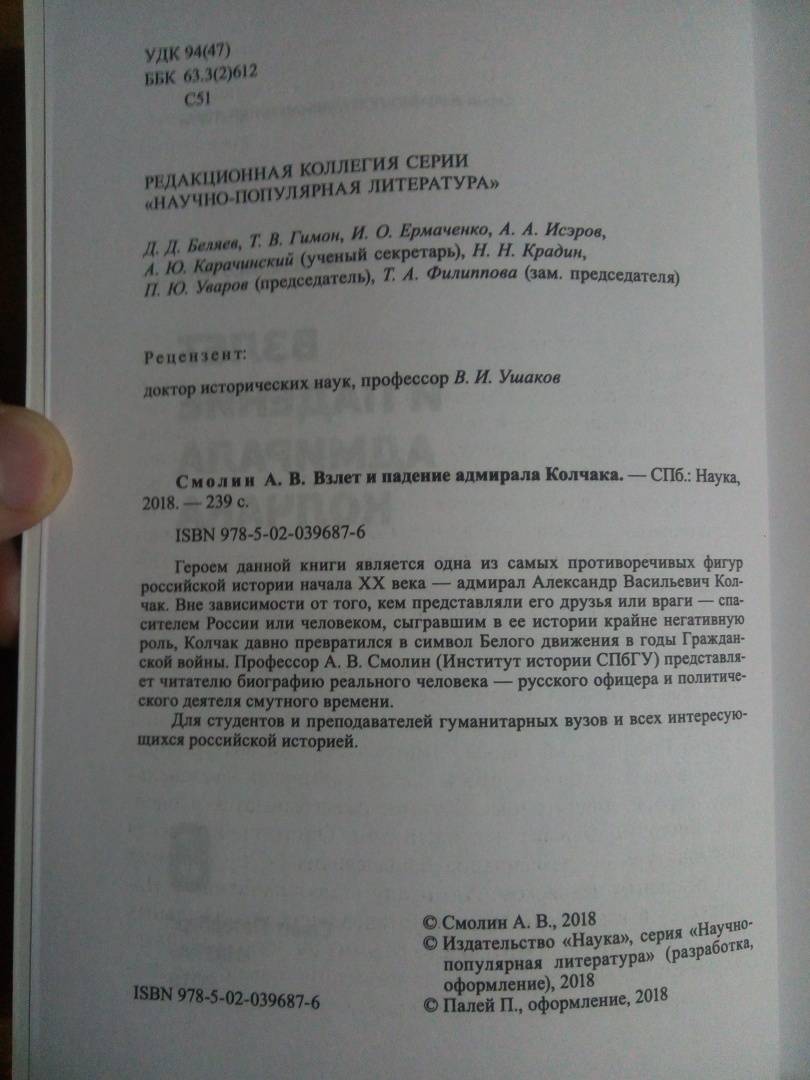 УДК 94(47)
ББК 63.3(2)612
С51
РЕДАКЦИОННАЯ КОЛЛЕГИЯ СЕРИИ
«НАУЧНО-ПОПУЛЯРНАЯ ЛИТЕРАТУРА»
Д. Д. Беляев, Т. В. Гимон, И. О. Ермаченко, А. А. Исэров,
А. Ю. Карачинский (ученый секретарь), Н. Н. Крадин,
П. Ю. Уваров (председатель), Т. А. Филиппова (зам. председателя)
Рецензент:
доктор исторических наук, профессор В. И. Ушаков
Смолин А. В. Взлет и падение адмирала Колчака. — СПб.: Наука,
2018. — 239 с.
ISBN 978-5-02-039687-6
Героем данной книги является одна из самых противоречивых фигур
российской истории начала XX века — адмирал Александр Васильевич Кол-
чак. Вне зависимости от того, кем представляли его друзья или враги — спа-
сителем России или человеком, сыгравшим в ее истории крайне негативную
роль, Колчак давно превратился в символ Белого движения в годы Граждан-
ской войны. Профессор А. В. Смолин (Институт истории СПбГУ) представля-
ет читателю биографию реального человека — русского офицера и политиче-
ского деятеля смутного времени.
Для студентов и преподавателей гуманитарных вузов и всех интересую-
щихся российской историей.
© Смолин А. В., 2018
© Издательство «Наука», серия «Научно-
популярная литература» (разработка,
оформление), 2018
© Палей П., оформление, 2018
ISBN 978-5-02-039687-6